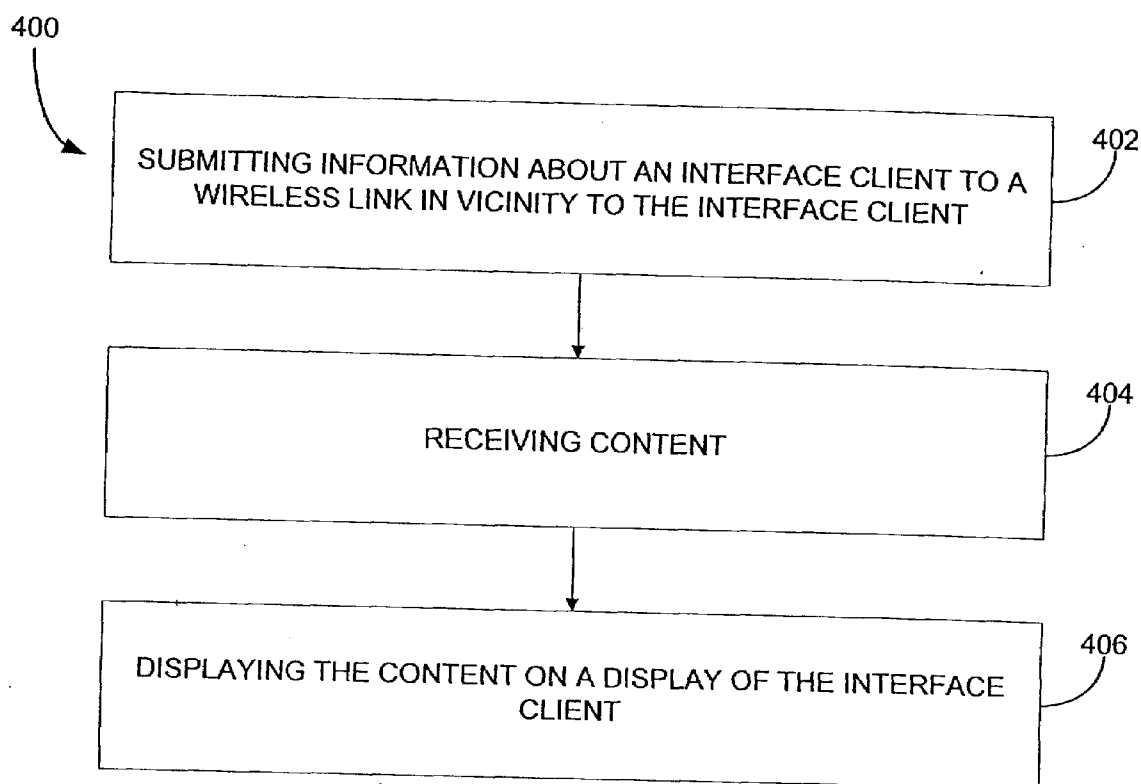 400
SUBMITTING INFORMATION ABOUT AN INTERFACE CLIENT TO A
WIRELESS LINK IN VICINITY TO THE INTERFACE CLIENT
402
RECEIVING CONTENT
404
DISPLAYING THE CONTENT ON A DISPLAY OF THE INTERFACE
CLIENT
406